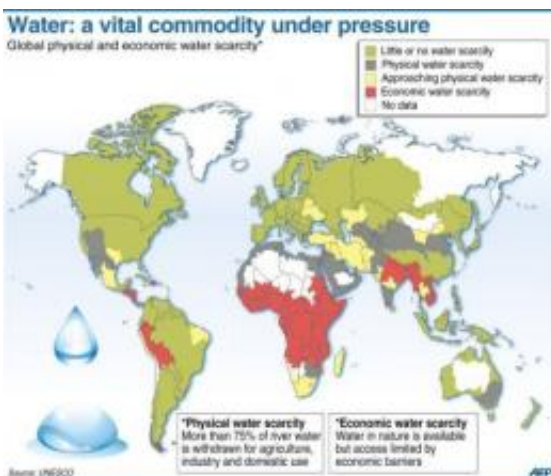 Water: a vital commodity under pressure
Global physical and economic water scarcity*
Little or no water scarcity
Physical water scarcity
Approaching physical water scarcity
Economic water scarcity
No data
*Physical water scarcity
More than 75% of river water
is withdrawn for agriculture,
industry and domestic use
*Economic water scarcity
Water in nature is available
but access limited by
economic barriers
Source: UNESCO
AFP